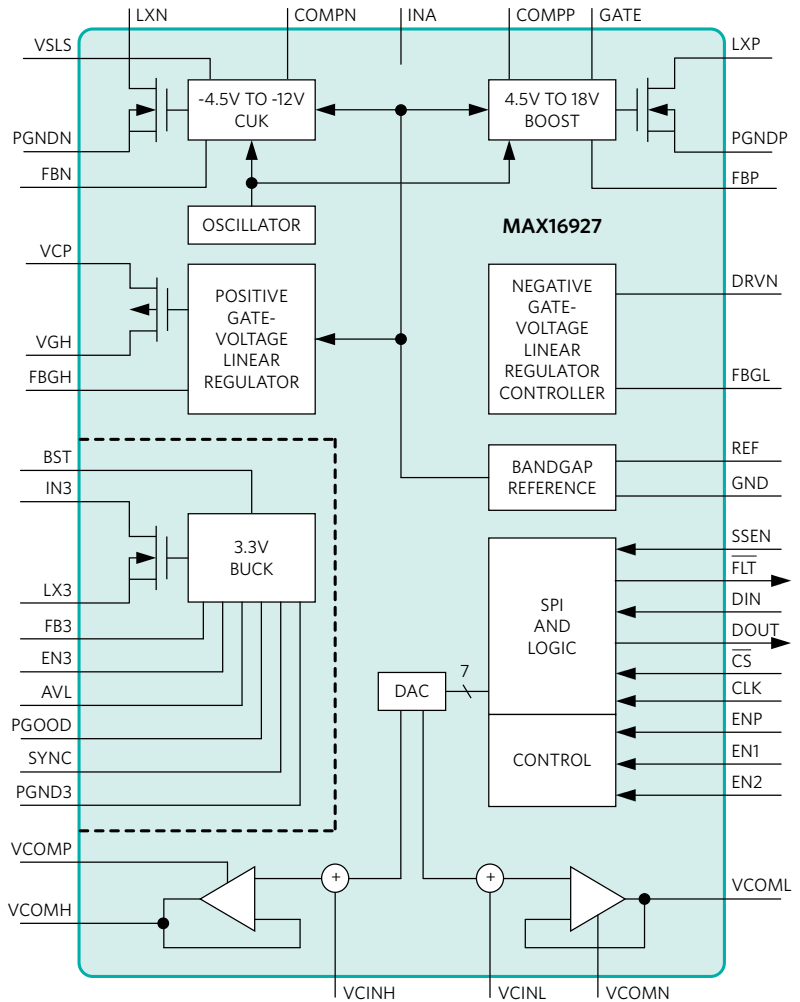 LXN
COMPN
INA
COMPP
GATE
VSLS
LXP
-4.5V TO -12V
CUK
4.5V TO 18V
BOOST
PGNDN
PGNDP
FBN
FBP
OSCILLATOR
MAX16927
VCP
POSITIVE
GATE-
VOLTAGE
LINEAR
REGULATOR
NEGATIVE
GATE-
VOLTAGE
LINEAR
REGULATOR
CONTROLLER
DRVN
VGH
FBGH
FBGL
BST
IN3
BANDGAP
REFERENCE
REF
GND
3.3V
BUCK
SPI
AND
LOGIC
SSEN
F̅L̅T̅
DIN
DOUT
C̅S̅
CLK
LX3
FB3
EN3
AVL
PGOOD
SYNC
PGND3
DAC
7
CONTROL
ENP
EN1
EN2
VCOMP
VCOMH
+
+
VCOML
VCINH
VCINL
VCOMN